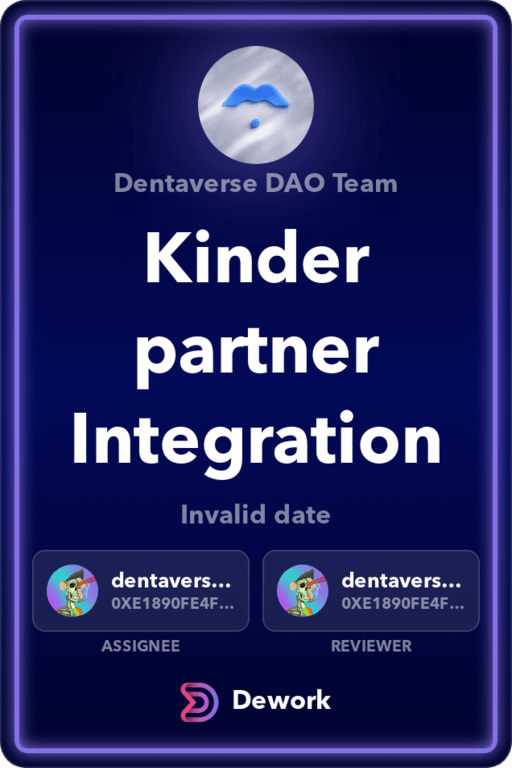 Dentaverse DAO Team
Kinder
partner
Integration
Invalid date
dentavers...
0XE1890FE4F...
dentavers...
0XE1890FE4F...
ASSIGNEE
REVIEWER
Dework